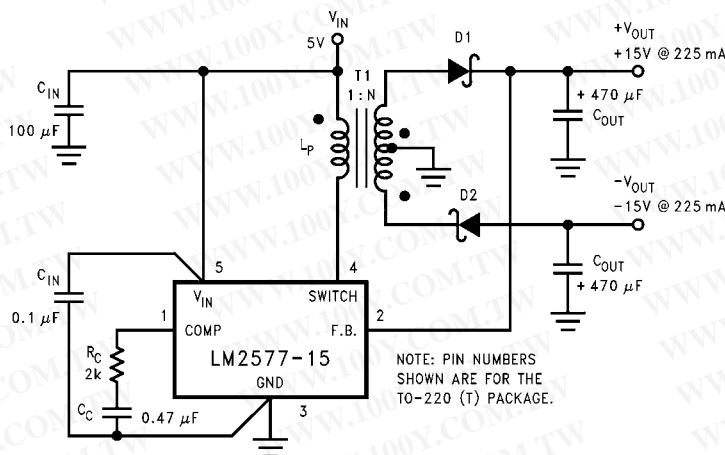 V_IN
5V
D1
+V_OUT
+15V @ 225 mA
T1
1:N
C_IN
100 μF
L_P
+ 470 μF
C_OUT
D2
-V_OUT
-15V @ 225 mA
C_IN
0.1 μF
5
4
V_IN
SWITCH
C_OUT
+ 470 μF
1
COMP
F.B.
2
R_C
2k
LM2577-15
GND
NOTE: PIN NUMBERS
SHOWN ARE FOR THE
TO-220 (T) PACKAGE.
C_C
0.47 μF
3
WWW.100Y.COM.TW